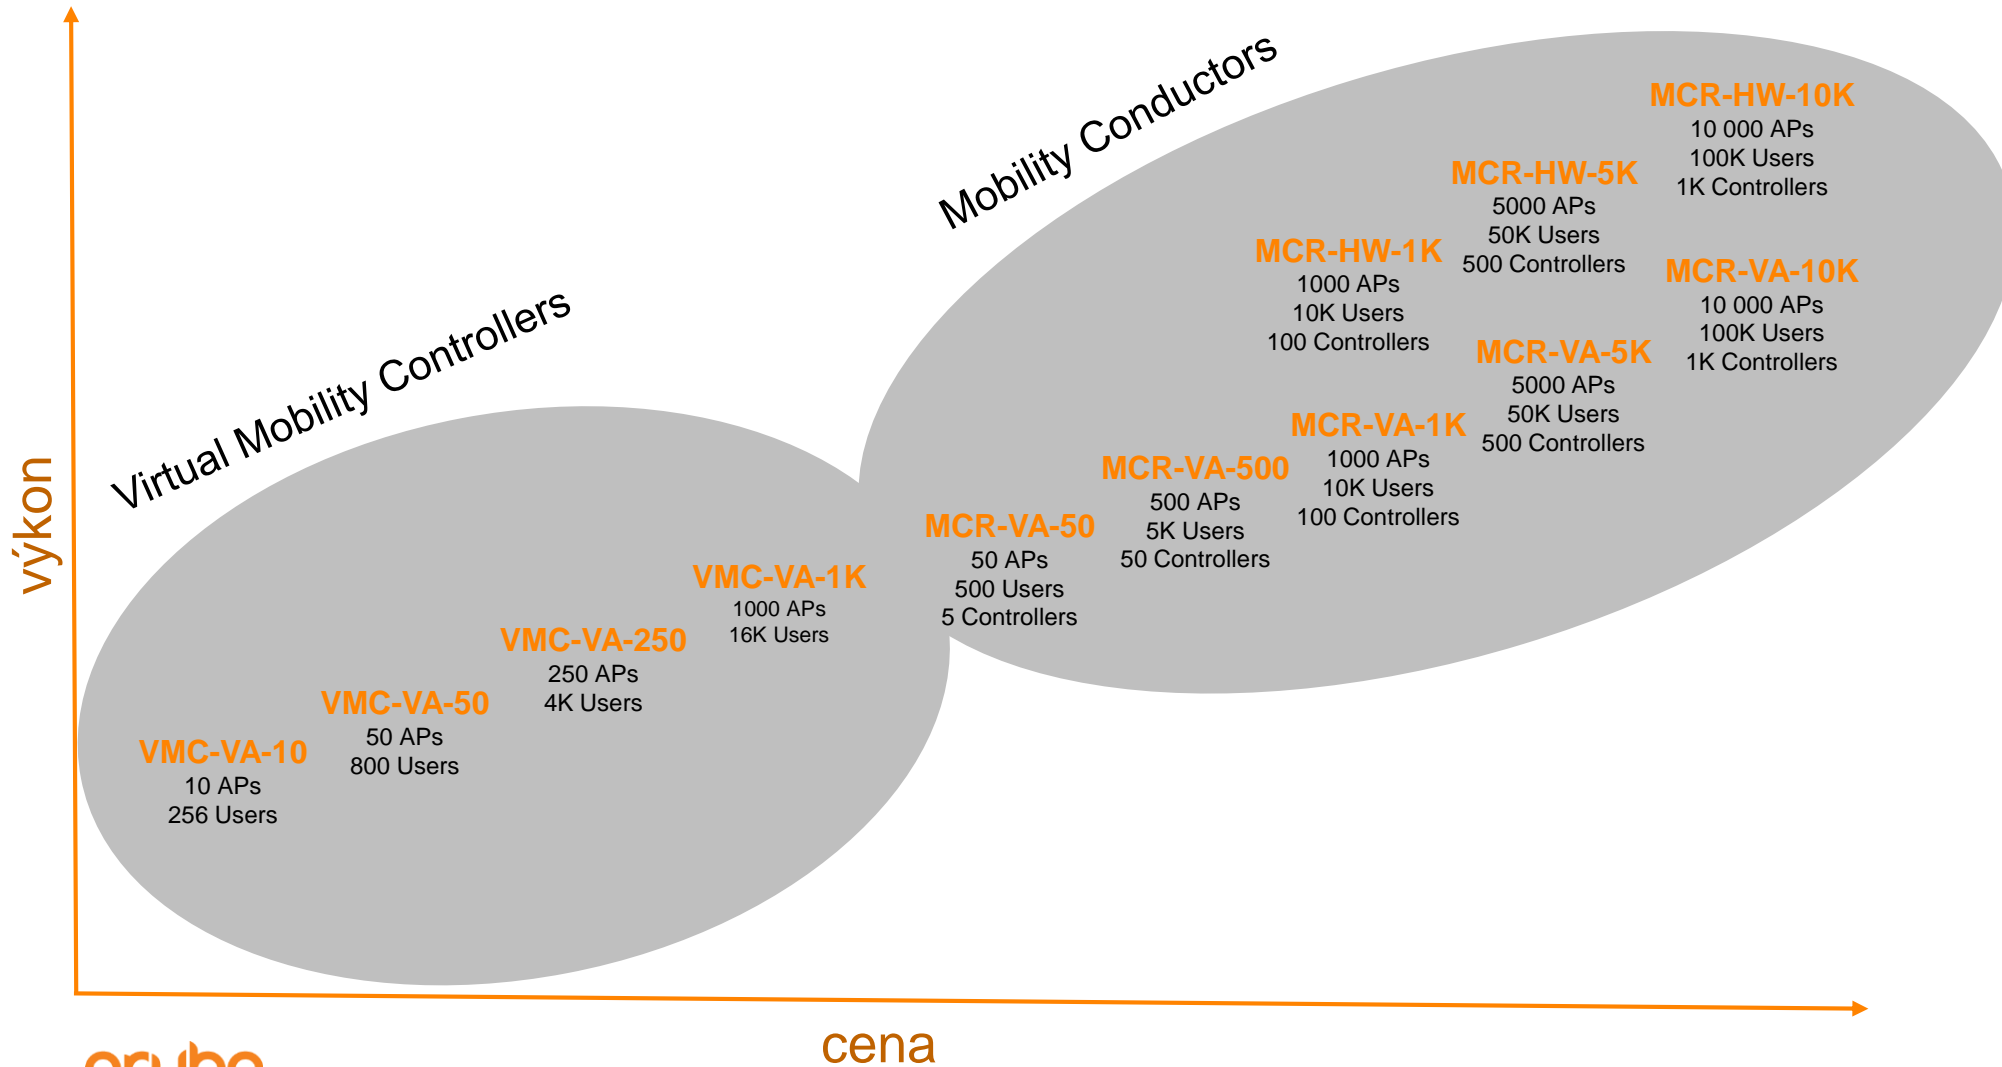 Mobility Conductors
MCR-HW-10K
10 000 APs
100K Users
1K Controllers
MCR-HW-5K
5000 APs
50K Users
500 Controllers
MCR-HW-1K
1000 APs
10K Users
100 Controllers
MCR-VA-10K
10 000 APs
100K Users
1K Controllers
MCR-VA-5K
5000 APs
50K Users
500 Controllers
MCR-VA-1K
1000 APs
10K Users
100 Controllers
MCR-VA-500
500 APs
5K Users
50 Controllers
MCR-VA-50
50 APs
500 Users
5 Controllers
Virtual Mobility Controllers
VMC-VA-1K
1000 APs
16K Users
VMC-VA-250
250 APs
4K Users
VMC-VA-50
50 APs
800 Users
VMC-VA-10
10 APs
256 Users
výkon
cena
aruba